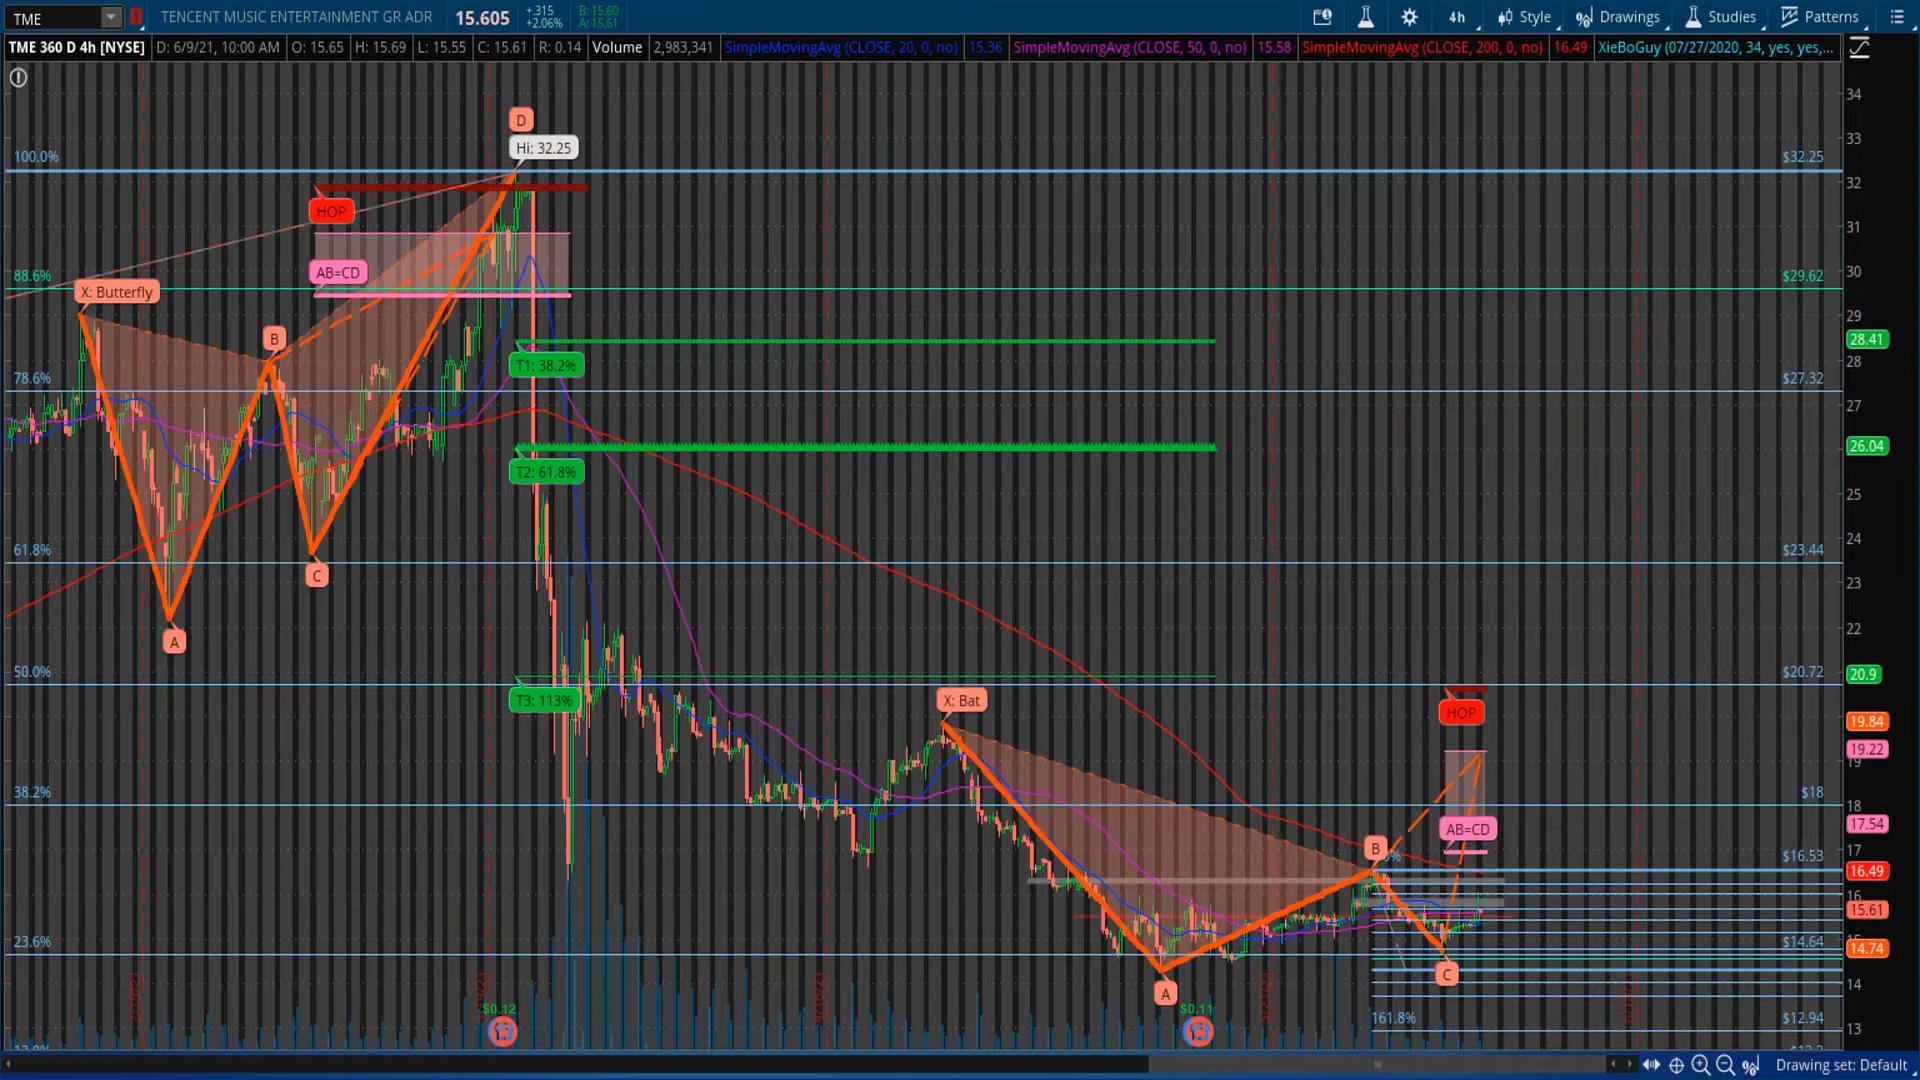 TME
TENCENT MUSIC ENTERTAINMENT GR ADR
15.605
+.315
+2.06%
B: 15.60
A: 15.61
4h
Style
Drawings
Studies
Patterns
TME 360 D 4h [NYSE]
D: 6/9/21, 10:00 AM
O: 15.65
H: 15.69
L: 15.55
C: 15.61
R: 0.14
Volume
2,983,341
SimpleMovingAvg (CLOSE, 20, 0, no)
15.36
SimpleMovingAvg (CLOSE, 50, 0, no)
15.58
SimpleMovingAvg (CLOSE, 200, 0, no)
16.49
XieBoGuy (07/27/2020, 34, yes, yes,...
34
33
D
Hi: 32.25
100.0%
$32.25
32
HOP
31
AB=CD
30
88.6%
$29.62
X: Butterfly
29
B
28.41
T1: 38.2%
28
78.6%
$27.32
27
26.04
T2: 61.8%
25
24
61.8%
$23.44
C
23
A
22
50.0%
$20.72
20.9
T3: 113%
X: Bat
HOP
19.84
19.22
19
38.2%
$18
18
17.54
AB=CD
B
17
$16.53
16.49
16
15.61
23.6%
$14.64
14.74
C
A
14
$0.12
$0.11
161.8%
$12.94
13
Drawing set: Default